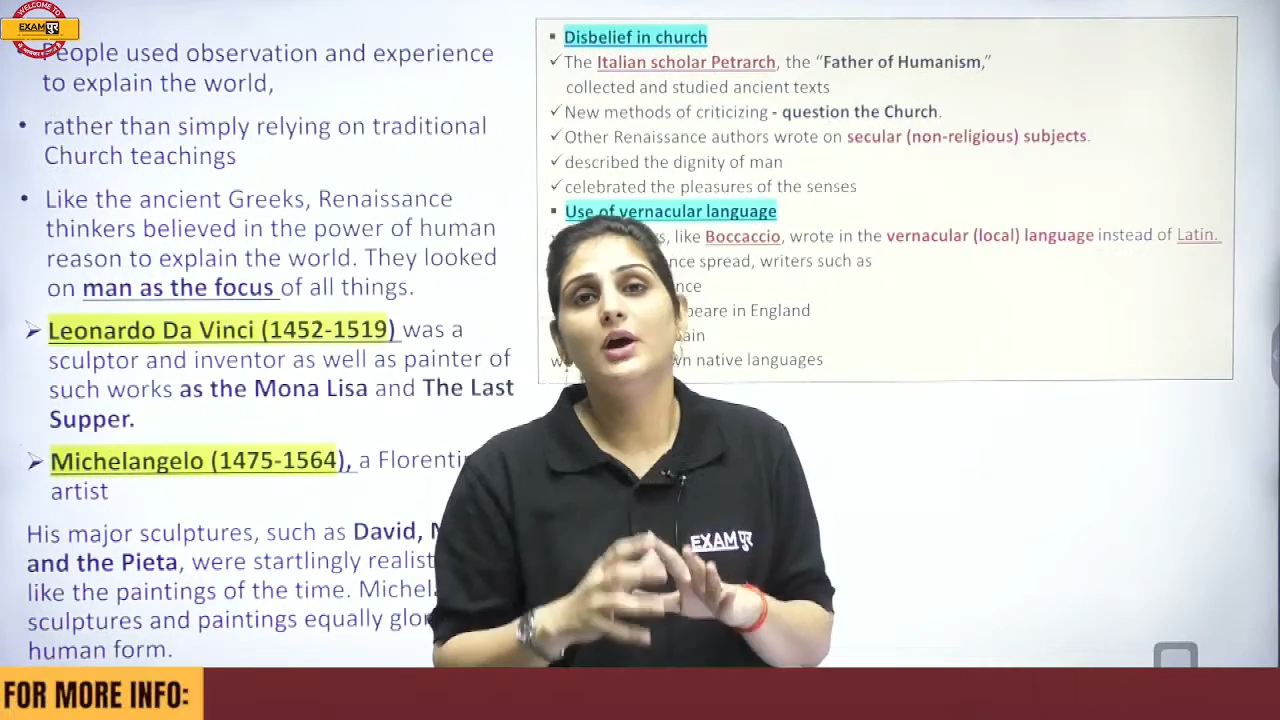 WELCOME TO
EXAMपुर
People used observation and experience
to explain the world,
• rather than simply relying on traditional
Church teachings
• Like the ancient Greeks, Renaissance
thinkers believed in the power of human
reason to explain the world. They looked
on man as the focus of all things.
➢ Leonardo Da Vinci (1452-1519) was a
sculptor and inventor as well as painter of
such works as the Mona Lisa and The Last
Supper.
➢ Michelangelo (1475-1564), a
artist
His major sculptures, such as David,
and the Pieta, were startlingly
like the paintings of the time.
sculptures and paintings equally
human form.
▪ Disbelief in church
✓The Italian scholar Petrarch, the “Father of Humanism,”
collected and studied ancient texts
✓New methods of criticizing - question the Church.
✓Other Renaissance authors wrote on secular (non-religious) subjects.
✓described the dignity of man
✓celebrated the pleasures of the senses
▪ Use of vernacular language
like Boccaccio, wrote in the vernacular (local) language instead of Latin.
spread, writers such as
in England
native languages
EXAMपुर
FOR MORE INFO: